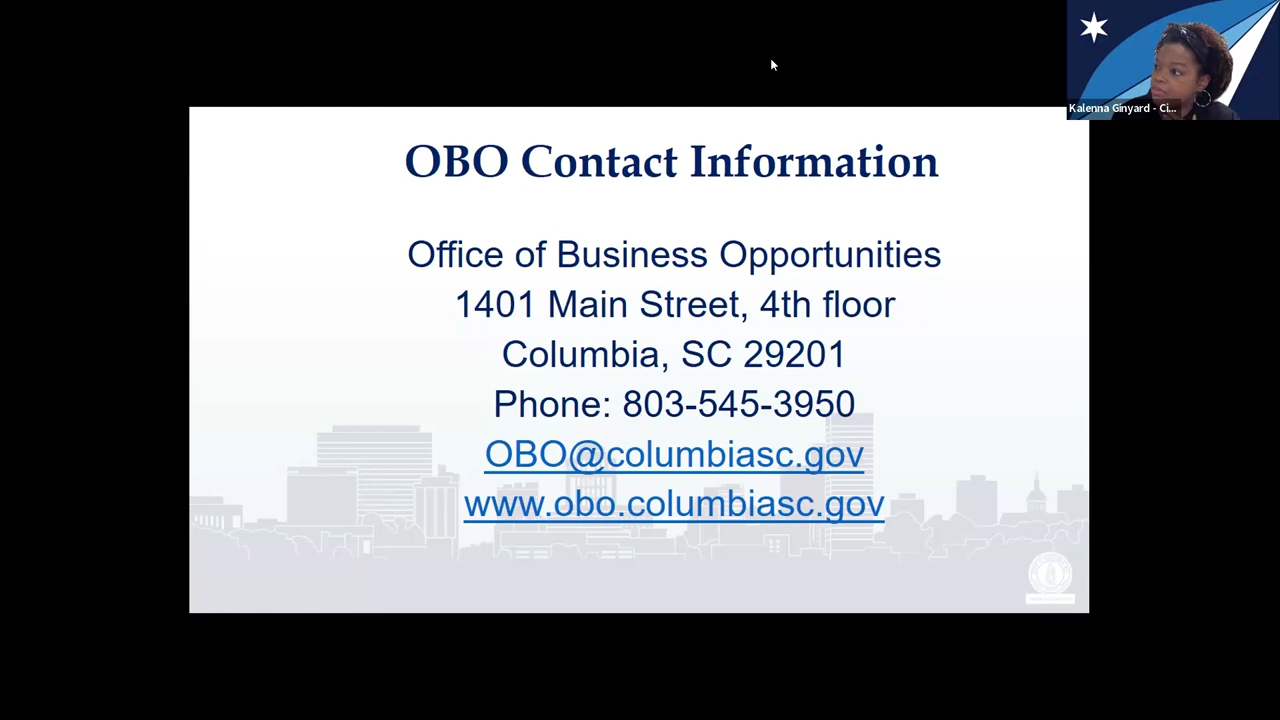 Kalenna Ginyard - Ci...
OBO Contact Information
Office of Business Opportunities
1401 Main Street, 4th floor
Columbia, SC 29201
Phone: 803-545-3950
OBO@columbiasc.gov
www.obo.columbiasc.gov